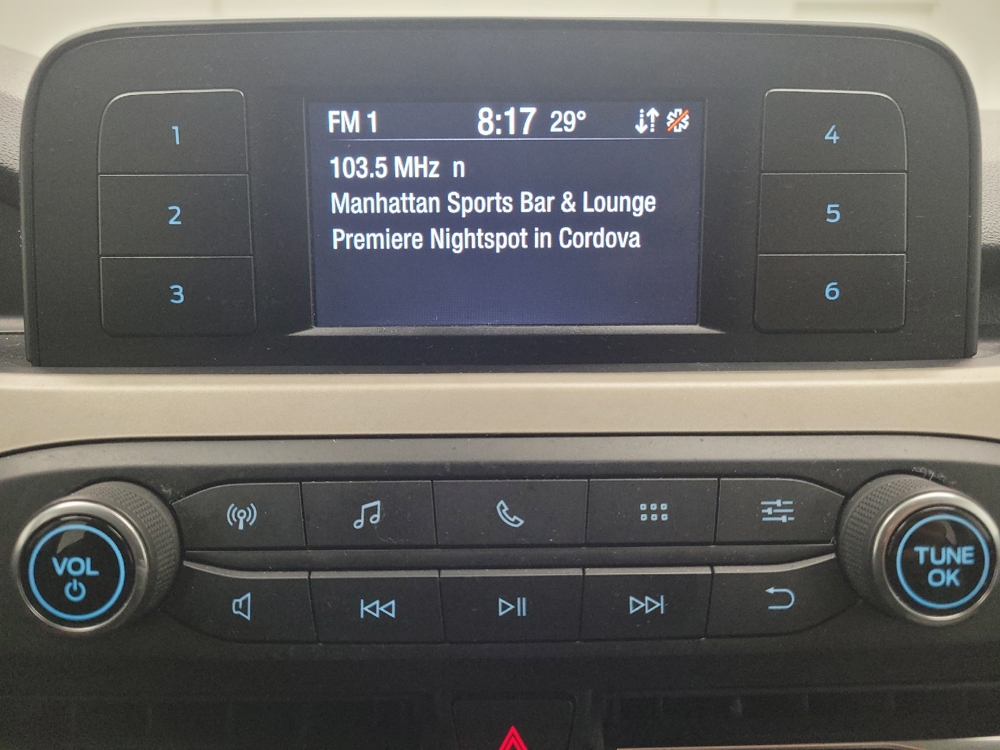 FM 1 8:17 29°
103.5 MHz n
Manhattan Sports Bar & Lounge
Premiere Nightspot in Cordova
1
2
3
4
5
6
VOL
TUNE
OK